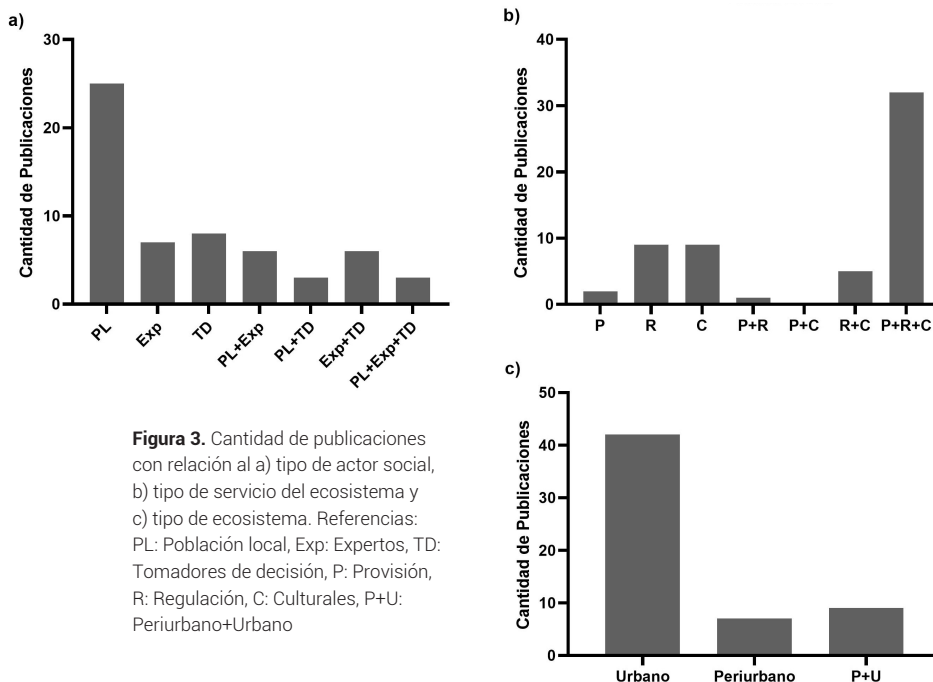 a)
Cantidad de Publicaciones
30
20
10
0
PL
Exp
TD
PL+Exp
PL+TD
Exp+TD
PL+Exp+TD
b)
Cantidad de Publicaciones
40
30
20
10
0
P
R
C
P+R
P+C
R+C
P+R+C
c)
Cantidad de Publicaciones
50
40
30
20
10
0
Urbano
Periurbano
P+U
Figura 3. Cantidad de publicaciones
con relación al a) tipo de actor social,
b) tipo de servicio del ecosistema y
c) tipo de ecosistema. Referencias:
PL: Población local, Exp: Expertos, TD:
Tomadores de decisión, P: Provisión,
R: Regulación, C: Culturales, P+U:
Periurbano+Urbano